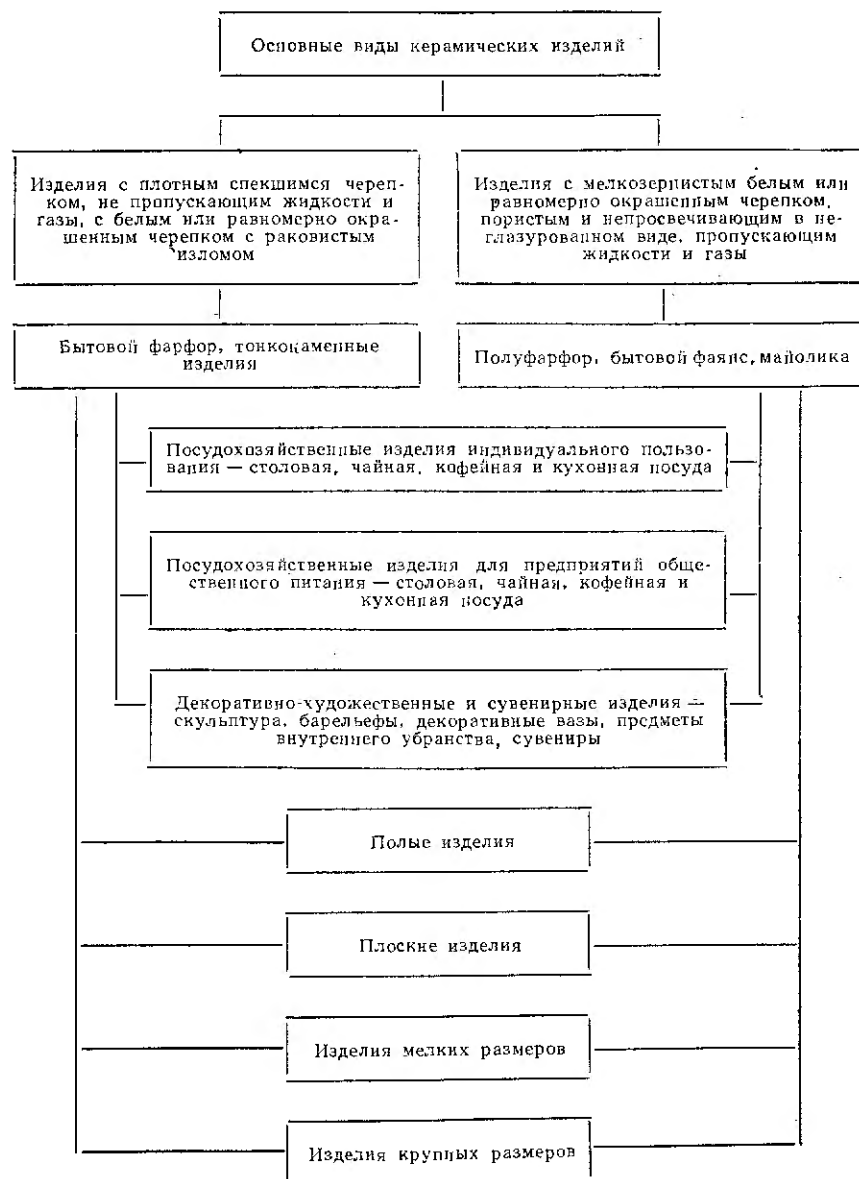 Основные виды керамических изделий
Изделия с плотным спекшимся череп-
ком, не пропускающим жидкости и
газы, с белым или равномерно окра-
шенным черепком с раковистым
изломом
Изделия с мелкозернистым белым или
равномерно окрашенным черепком,
пористым и непросвечивающим в не-
глазурованном виде, пропускающим
жидкости и газы
Бытовой фарфор, тонкокаменные
изделия
Полуфарфор, бытовой фаянс, майолика
Посудохозяйственные изделия индивидуального пользо-
вания — столовая, чайная, кофейная и кухонная посуда
Посудохозяйственные изделия для предприятий обще-
ственного питания — столовая, чайная, кофейная и
кухонная посуда
Декоративно-художественные и сувенирные изделия —
скульптура, барельефы, декоративные вазы, предметы
внутреннего убранства, сувениры
Полые изделия
Плоские изделия
Изделия мелких размеров
Изделия крупных размеров